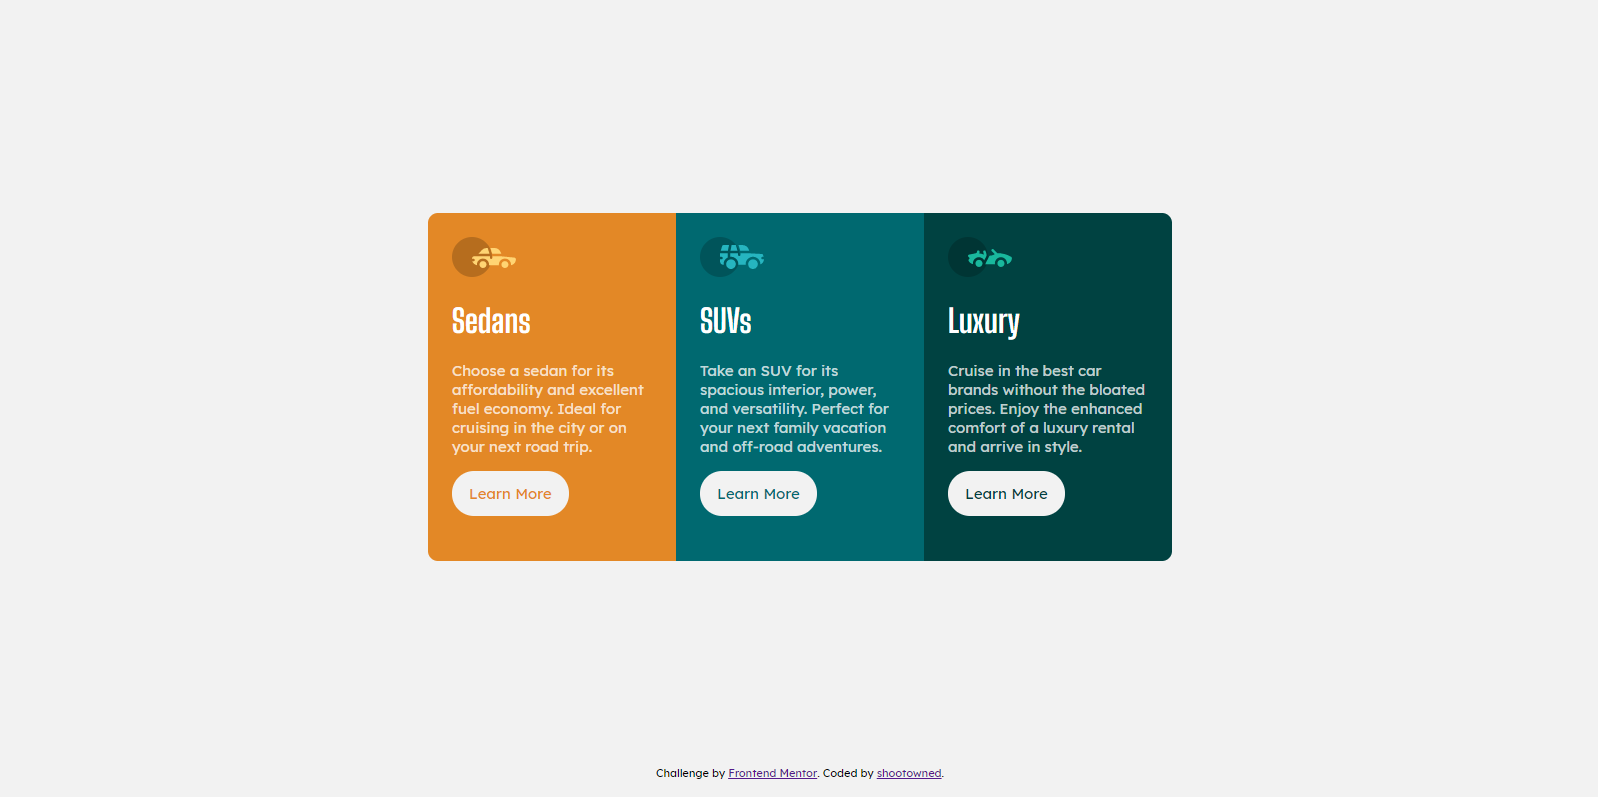 Sedans
Choose a sedan for its
affordability and excellent
fuel economy. Ideal for
cruising in the city or on
your next road trip.
Learn More
SUVs
Take an SUV for its
spacious interior, power,
and versatility. Perfect for
your next family vacation
and off-road adventures.
Learn More
Luxury
Cruise in the best car
brands without the bloated
prices. Enjoy the enhanced
comfort of a luxury rental
and arrive in style.
Learn More
Challenge by Frontend Mentor. Coded by shootowned.